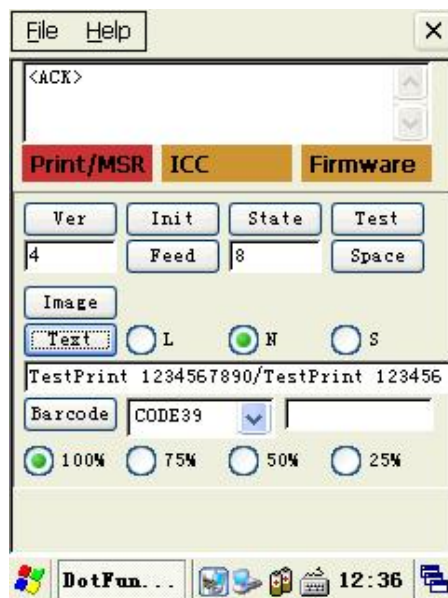 File Help
<ACK>
Print/MSR ICC Firmware
Ver Init State Test
4 Feed 8 Space
Image
Text L N S
TestPrint 1234567890/TestPrint 123456
Barcode CODE39
100% 75% 50% 25%
DotFun... 12:36